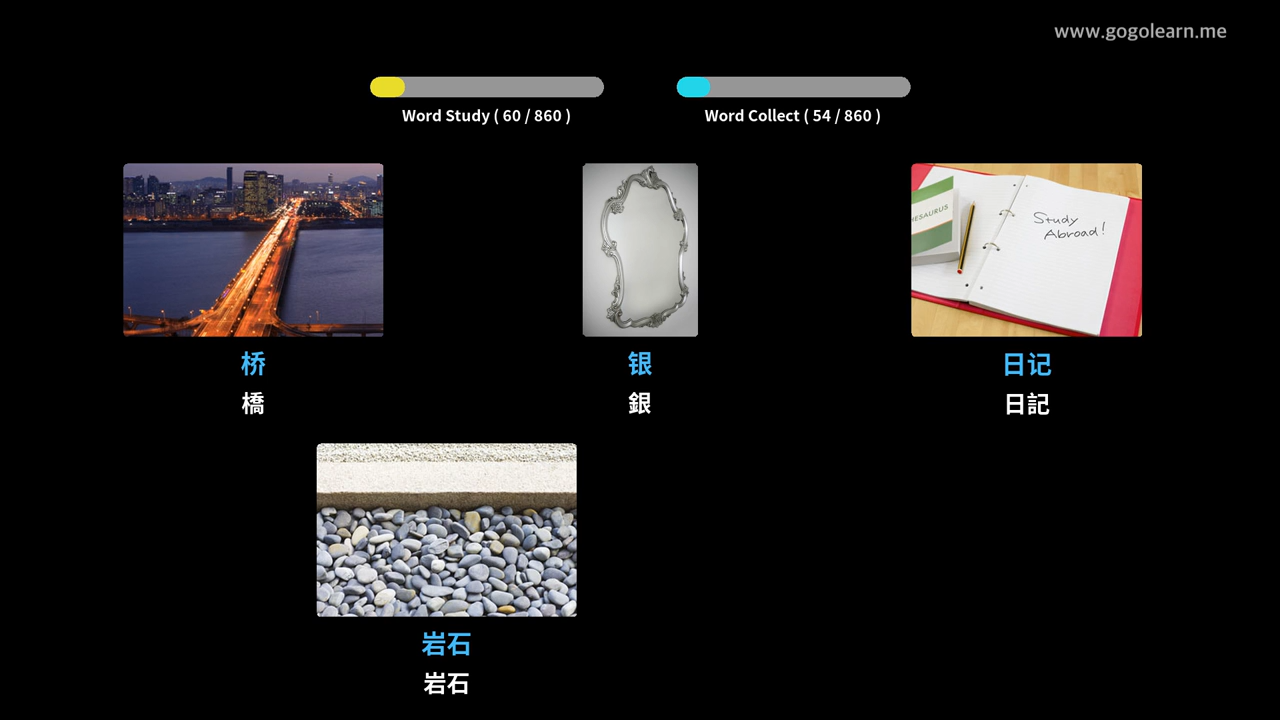 www.gogolearn.me
Word Study ( 60 / 860 )
Word Collect ( 54 / 860 )
ESAURUS
Study
Abroad!
桥
橋
银
銀
日记
日記
岩石
岩石